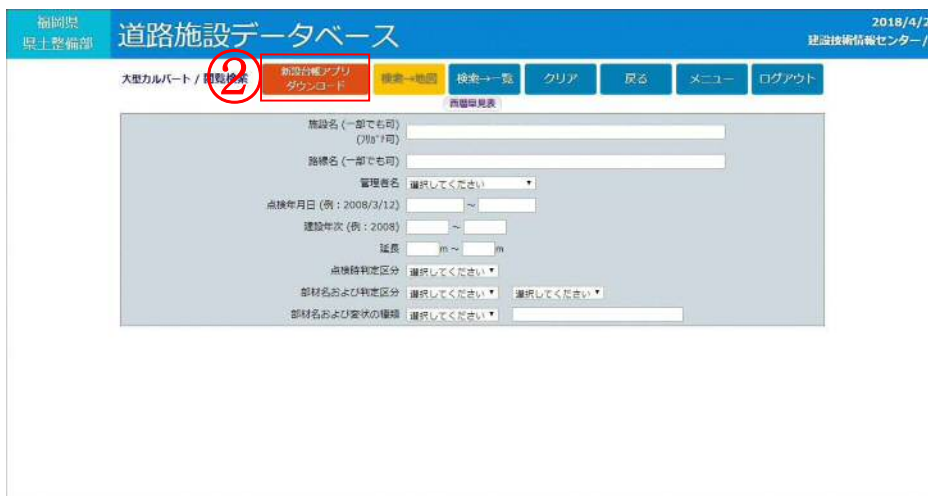 福岡県
県土整備部
道路施設データベース
2018/4/2
建設技術情報センター/
大型カルバート / 閲覧検索
②
新設台帳アプリ
ダウンロード
検索→地図
検索→一覧
クリア
戻る
メニュー
ログアウト
西暦早見表
施設名 (一部でも可)
(フリガナ可)
路線名 (一部でも可)
管理者名 選択してください
点検年月日 (例:2008/3/12) ~
建設年次 (例:2008) ~
延長 m ~ m
点検時判定区分 選択してください
部材名および判定区分 選択してください 選択してください
部材名および変状の種類 選択してください